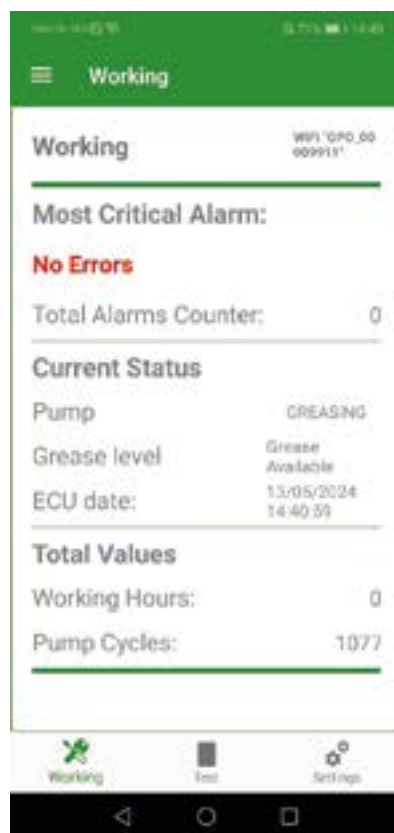 Working
Working
WIFI "GPO_00
009911"
Most Critical Alarm:
No Errors
Total Alarms Counter: 0
Current Status
Pump GREASING
Grease level Grease
Available
ECU date: 13/05/2024
14:40:59
Total Values
Working Hours: 0
Pump Cycles: 1077
Working Test Settings